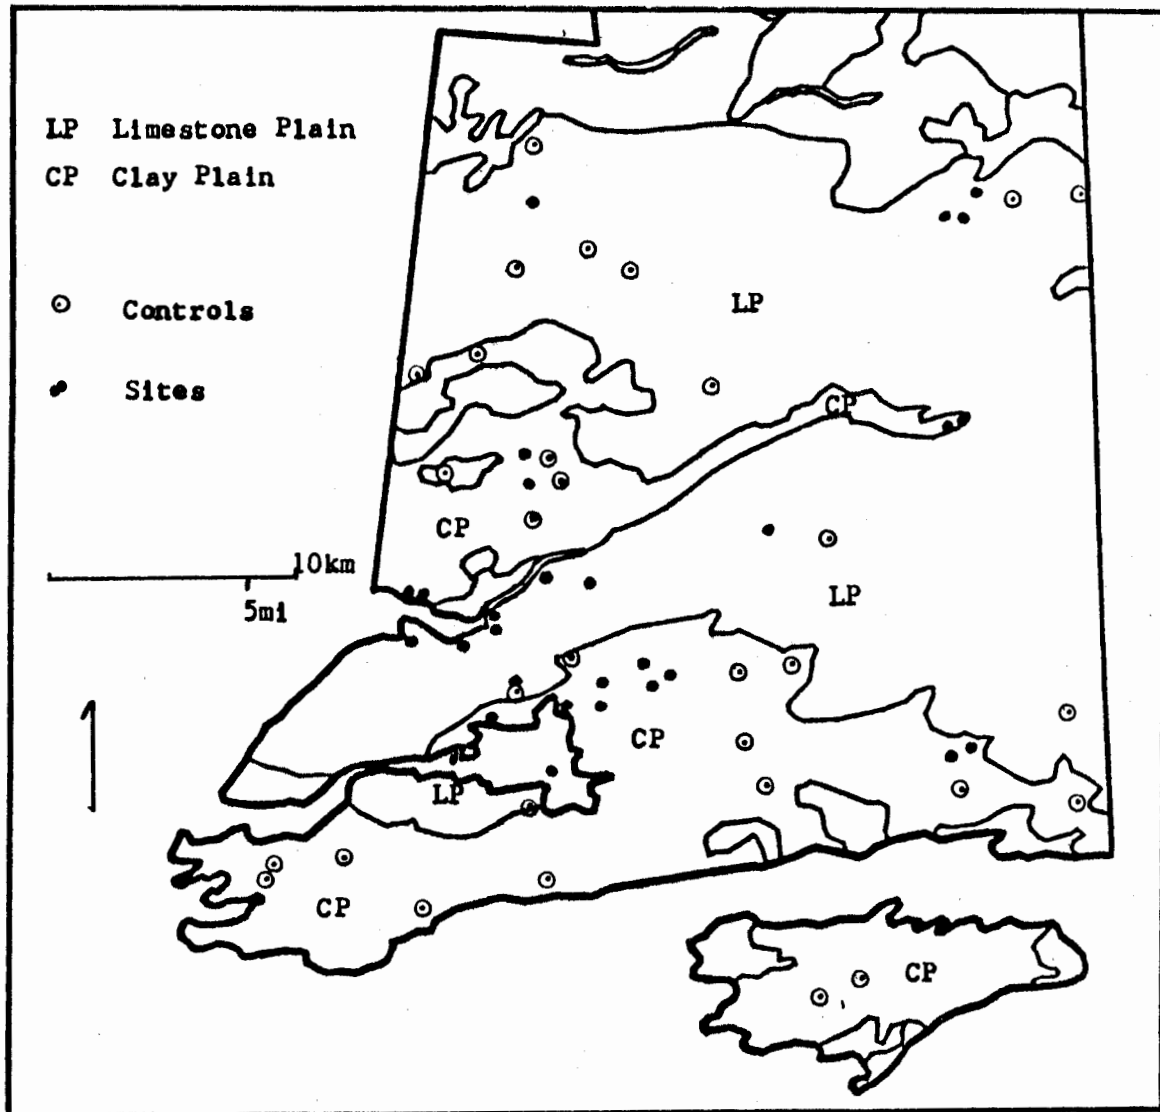 LP Limestone Plain
CP Clay Plain
Controls
LP
Sites
CP
CP
10km
5mi
LP
CP
LP
CP
CP